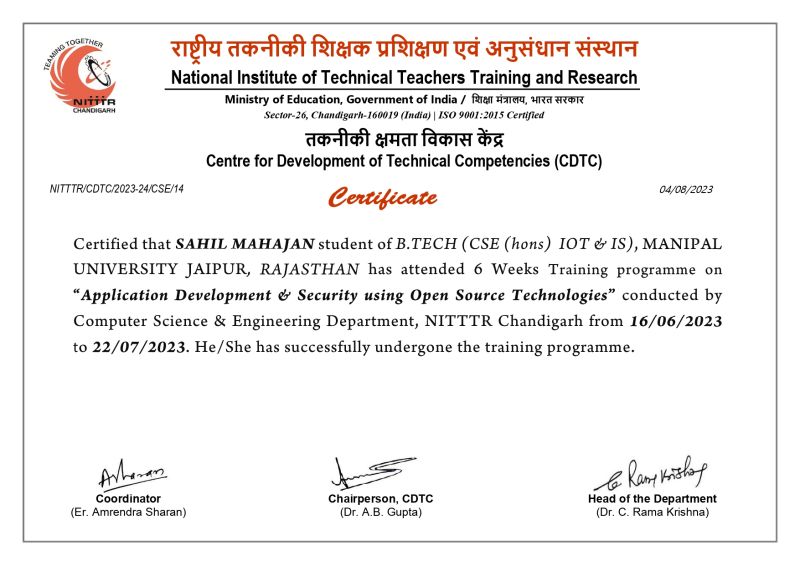 TEAMING TOGETHER
NITTTR
CHANDIGARH
राष्ट्रीय तकनीकी शिक्षक प्रशिक्षण एवं अनुसंधान संस्थान
National Institute of Technical Teachers Training and Research
Ministry of Education, Government of India / शिक्षा मंत्रालय, भारत सरकार
Sector-26, Chandigarh-160019 (India) | ISO 9001:2015 Certified
तकनीकी क्षमता विकास केंद्र
Centre for Development of Technical Competencies (CDTC)
NITTTR/CDTC/2023-24/CSE/14
Certificate
04/08/2023
Certified that SAHIL MAHAJAN student of B.TECH (CSE (hons) IOT & IS), MANIPAL
UNIVERSITY JAIPUR, RAJASTHAN has attended 6 Weeks Training programme on
“Application Development & Security using Open Source Technologies” conducted by
Computer Science & Engineering Department, NITTTR Chandigarh from 16/06/2023
to 22/07/2023. He/She has successfully undergone the training programme.
Coordinator
(Er. Amrendra Sharan)
Chairperson, CDTC
(Dr. A.B. Gupta)
C Rama Krishna
Head of the Department
(Dr. C. Rama Krishna)